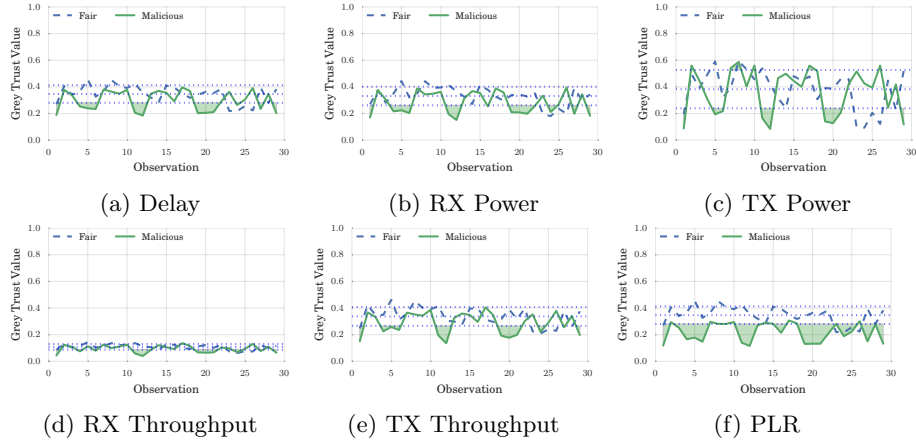 Fair Malicious
Grey Trust Value
1.0
0.8
0.6
0.4
0.2
0.0
0 5 10 15 20 25 30
Observation
(a) Delay
Fair Malicious
Grey Trust Value
1.0
0.8
0.6
0.4
0.2
0.0
0 5 10 15 20 25 30
Observation
(b) RX Power
Fair Malicious
Grey Trust Value
1.0
0.8
0.6
0.4
0.2
0.0
0 5 10 15 20 25 30
Observation
(c) TX Power
Fair Malicious
Grey Trust Value
1.0
0.8
0.6
0.4
0.2
0.0
0 5 10 15 20 25 30
Observation
(d) RX Throughput
Fair Malicious
Grey Trust Value
1.0
0.8
0.6
0.4
0.2
0.0
0 5 10 15 20 25 30
Observation
(e) TX Throughput
Fair Malicious
Grey Trust Value
1.0
0.8
0.6
0.4
0.2
0.0
0 5 10 15 20 25 30
Observation
(f) PLR